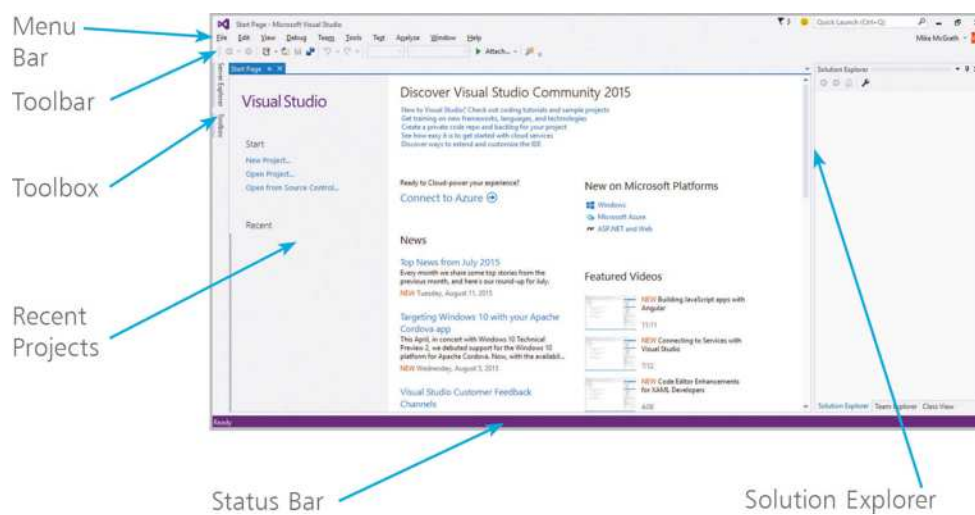 Menu
Bar
Toolbar
Toolbox
Recent
Projects
Status Bar
Solution Explorer
Start Page - Microsoft Visual Studio
Quick Launch (Ctrl+Q)
File Edit View Debug Team Tools Test Analyze Window Help
Mike McGrath
Attach...
Server Explorer
Toolbox
Start Page
Visual Studio
Start
New Project...
Open Project...
Open from Source Control...
Recent
Discover Visual Studio Community 2015
New to Visual Studio? Check out coding tutorials and sample projects
Get training on new frameworks, languages, and technologies
Create a private code repo and backlog for your project
See how easy it is to get started with cloud services
Discover ways to extend and customize the IDE
Ready to Cloud-power your experience?
Connect to Azure
News
Top News from July 2015
Every month we share some top stories from the
previous month, and here's our round-up for July.
NEW Tuesday, August 11, 2015
Targeting Windows 10 with your Apache
Cordova app
This April, in concert with Windows 10 Technical
Preview 2, we debuted support for the Windows 10
platform for Apache Cordova. Now, with the availabil...
NEW Wednesday, August 5, 2015
Visual Studio Customer Feedback
Channels
New on Microsoft Platforms
Windows
Microsoft Azure
ASP.NET and Web
Featured Videos
NEW Building JavaScript apps with
Angular
11:11
NEW Connecting to Services with
Visual Studio
7:12
NEW Code Editor Enhancements
for XAML Developers
Solution Explorer
Solution Explorer Team Explorer Class View
Ready